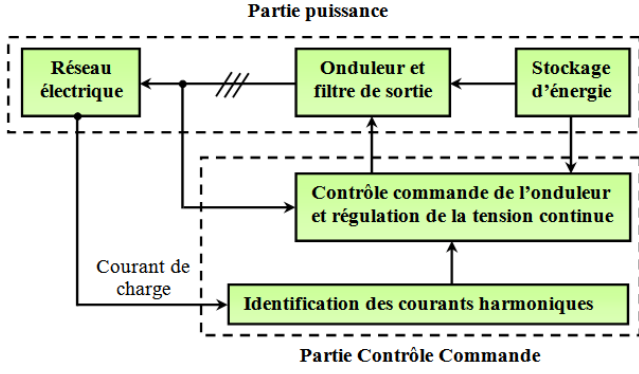 Partie puissance
Réseau
électrique
Onduleur et
filtre de sortie
Stockage
d'énergie
Contrôle commande de l'onduleur
et régulation de la tension continue
Courant de
charge
Identification des courants harmoniques
Partie Contrôle Commande